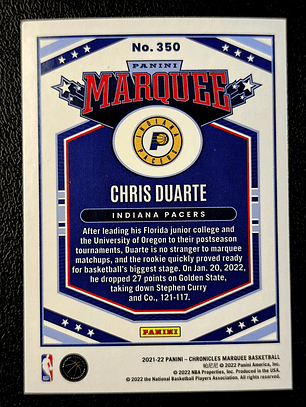 No. 350
PANINI
MARQUEE
INDIANA
PACERS
CHRIS DUARTE
INDIANA PACERS
After leading his Florida junior college and
the University of Oregon to their postseason
tournaments, Duarte is no stranger to marquee
matchups, and the rookie quickly proved ready
for basketball's biggest stage. On Jan. 20, 2022,
he dropped 27 points on Golden State,
taking down Stephen Curry
and Co., 121-117.
PANINI
2021-22 PANINI – CHRONICLES MARQUEE BASKETBALL
帕尼尼 © 2022 Panini America, Inc.
© 2022 NBA Properties, Inc. Produced in the USA.
© 2022 the National Basketball Players Association. All rights reserved.
NBA